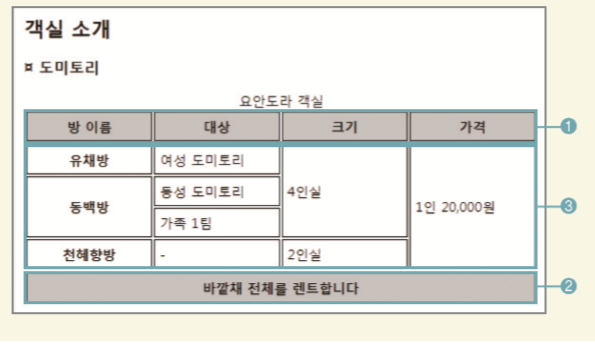 객실 소개
¤ 도미토리
요안도라 객실
방 이름 대상 크기 가격 1
유채방 여성 도미토리
동백방 동성 도미토리 4인실 1인 20,000원 3
가족 1팀
천혜향방 - 2인실
바깥채 전체를 렌트합니다 2